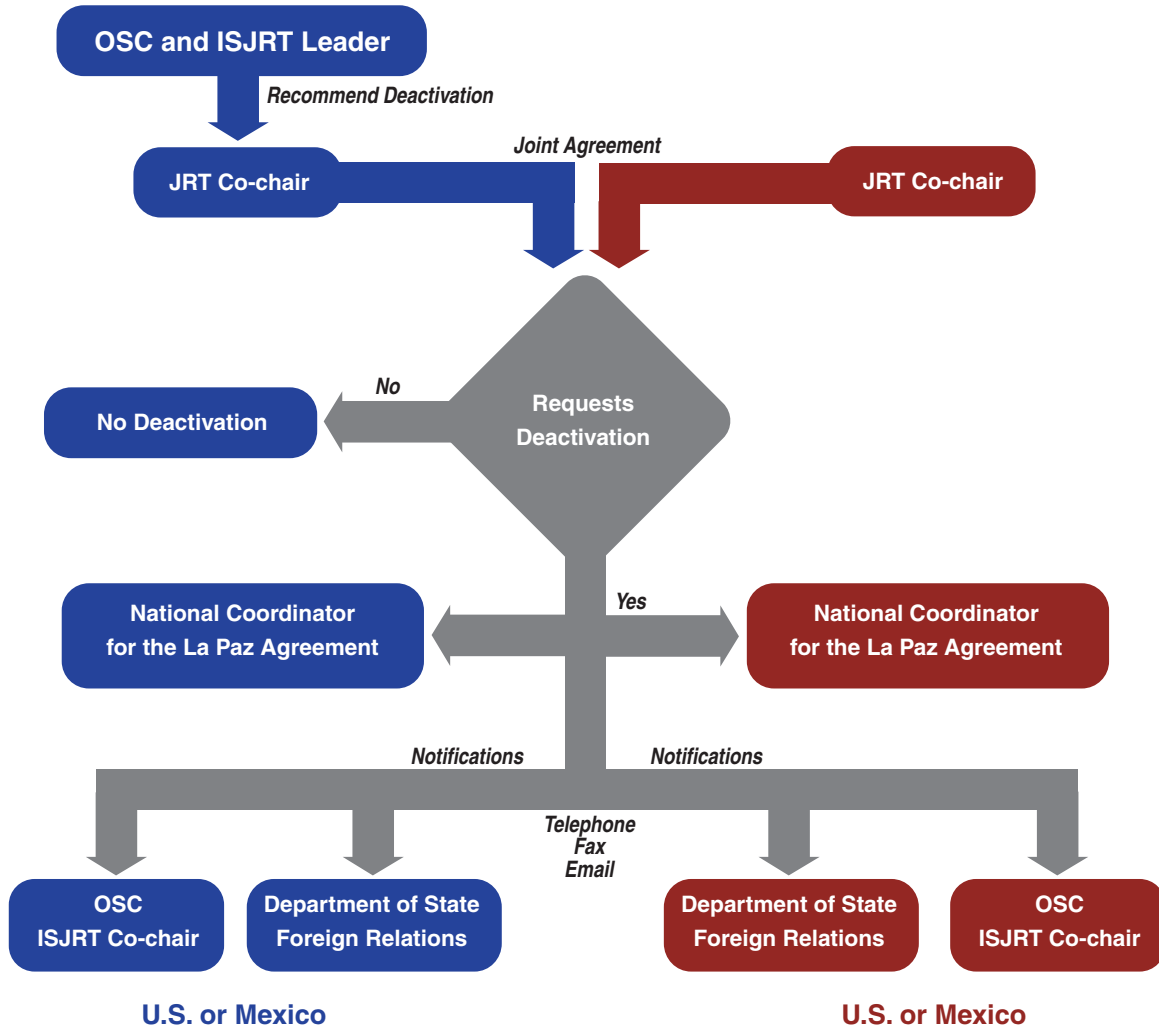 OSC and ISJRT Leader
Recommend Deactivation
Joint Agreement
JRT Co-chair
JRT Co-chair
No
No Deactivation
Requests
Deactivation
National Coordinator
for the La Paz Agreement
Yes
National Coordinator
for the La Paz Agreement
Notifications
Notifications
Telephone
Fax
Email
OSC
ISJRT Co-chair
Department of State
Foreign Relations
Department of State
Foreign Relations
OSC
ISJRT Co-chair
U.S. or Mexico
U.S. or Mexico